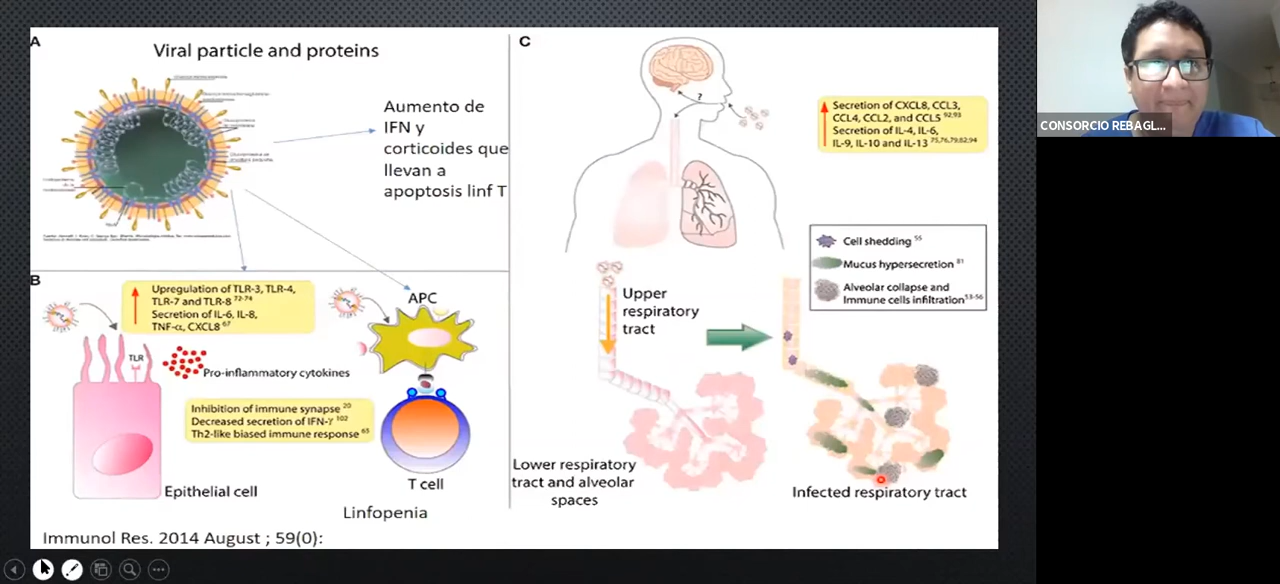 A
Viral particle and proteins
Aumento de
IFN y
corticoides que
llevan a
apoptosis linf T
B
Upregulation of TLR-3, TLR-4,
TLR-7 and TLR-8 72-74
Secretion of IL-6, IL-8,
TNF-α, CXCL8 67
TLR
Pro-inflammatory cytokines
APC
Inhibition of immune synapse 20
Decreased secretion of IFN-γ 102
Th2-like biased immune response 65
Epithelial cell
T cell
Linfopenia
Immunol Res. 2014 August ; 59(0):
C
?
Secretion of CXCL8, CCL3,
CCL4, CCL2, and CCL5 92,93
Secretion of IL-4, IL-6,
IL-9, IL-10 and IL-13 75,76,79,82,94
Cell shedding 55
Mucus hypersecretion 81
Alveolar collapse and
Immune cells infiltration 53-56
Upper
respiratory
tract
Lower respiratory
tract and alveolar
spaces
Infected respiratory tract
CONSORCIO REBAGL...